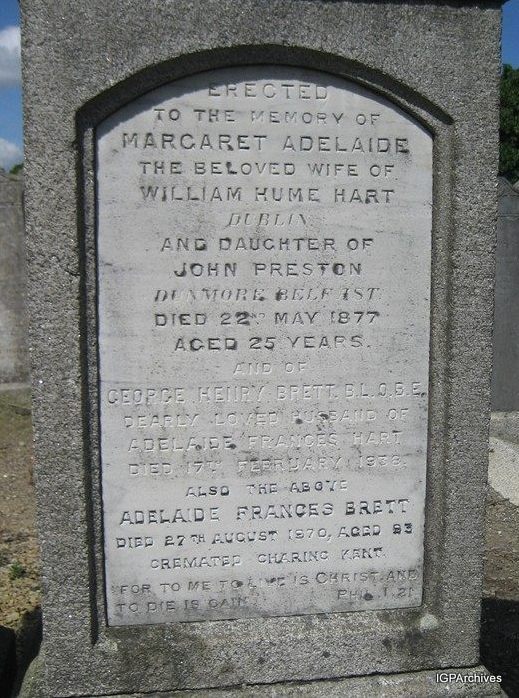 ERECTED
TO THE MEMORY OF
MARGARET ADELAIDE
THE BELOVED WIFE OF
WILLIAM HUME HART
DUBLIN
AND DAUGHTER OF
JOHN PRESTON
DUNMORE BELFAST.
DIED 22ND MAY 1877
AGED 25 YEARS.
AND OF
GEORGE HENRY BRETT, B.L.O.B.E.
DEARLY LOVED HUSBAND OF
ADELAIDE FRANCES HART
DIED 17TH FEBRUARY
ALSO THE ABOVE
ADELAIDE FRANCES BRETT
DIED 27TH AUGUST 1970, AGED 93
CREMATED CHARING KENT.
FOR TO ME TO LIVE IS CHRIST AND
TO DIE IS GAIN. PHIL. 1. 21
IGPArchives